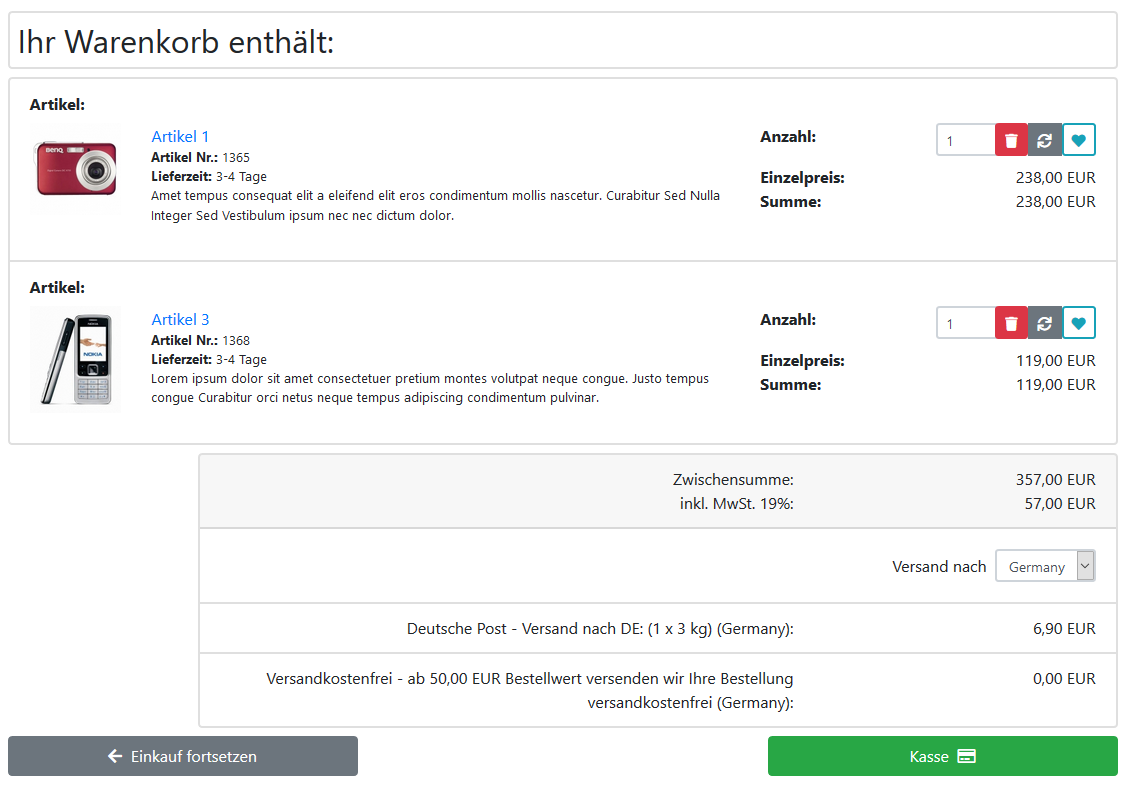 Ihr Warenkorb enthält:
Artikel:
BenQ
Artikel 1
Artikel Nr.: 1365
Lieferzeit: 3-4 Tage
Amet tempus consequat elit a eleifend elit eros condimentum mollis nascetur. Curabitur Sed Nulla
Integer Sed Vestibulum ipsum nec nec dictum dolor.
Anzahl: 1
Einzelpreis: 238,00 EUR
Summe: 238,00 EUR
Artikel:
NOKIA
Artikel 3
Artikel Nr.: 1368
Lieferzeit: 3-4 Tage
Lorem ipsum dolor sit amet consectetuer pretium montes volutpat neque congue. Justo tempus
congue Curabitur orci netus neque tempus adipiscing condimentum pulvinar.
Anzahl: 1
Einzelpreis: 119,00 EUR
Summe: 119,00 EUR
Zwischensumme: 357,00 EUR
inkl. MwSt. 19%: 57,00 EUR
Versand nach Germany
Deutsche Post - Versand nach DE: (1 x 3 kg) (Germany): 6,90 EUR
Versandkostenfrei - ab 50,00 EUR Bestellwert versenden wir Ihre Bestellung 0,00 EUR
versandkostenfrei (Germany):
Einkauf fortsetzen
Kasse